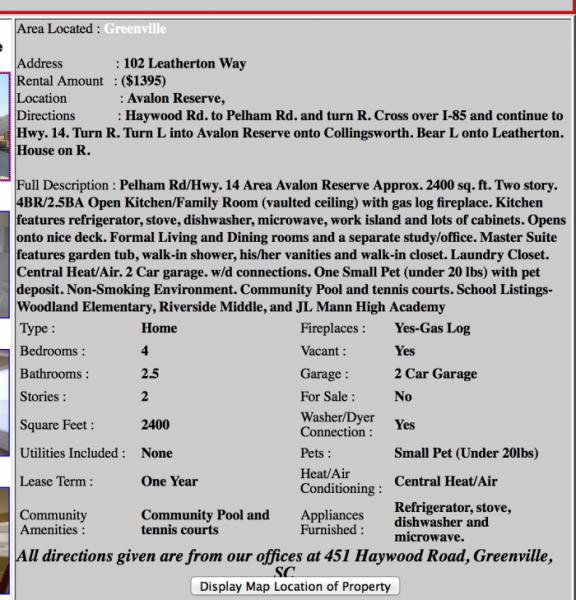 Area Located : Greenville
Address : 102 Leatherton Way
Rental Amount : ($1395)
Location : Avalon Reserve,
Directions : Haywood Rd. to Pelham Rd. and turn R. Cross over I-85 and continue to
Hwy. 14. Turn R. Turn L into Avalon Reserve onto Collingsworth. Bear L onto Leatherton.
House on R.
Full Description : Pelham Rd/Hwy. 14 Area Avalon Reserve Approx. 2400 sq. ft. Two story.
4BR/2.5BA Open Kitchen/Family Room (vaulted ceiling) with gas log fireplace. Kitchen
features refrigerator, stove, dishwasher, microwave, work island and lots of cabinets. Opens
onto nice deck. Formal Living and Dining rooms and a separate study/office. Master Suite
features garden tub, walk-in shower, his/her vanities and walk-in closet. Laundry Closet.
Central Heat/Air. 2 Car garage. w/d connections. One Small Pet (under 20 lbs) with pet
deposit. Non-Smoking Environment. Community Pool and tennis courts. School Listings-
Woodland Elementary, Riverside Middle, and JL Mann High Academy
Type : Home Fireplaces : Yes-Gas Log
Bedrooms : 4 Vacant : Yes
Bathrooms : 2.5 Garage : 2 Car Garage
Stories : 2 For Sale : No
Square Feet : 2400 Washer/Dyer
Connection : Yes
Utilities Included : None Pets : Small Pet (Under 20lbs)
Lease Term : One Year Heat/Air
Conditioning : Central Heat/Air
Community
Amenities : Community Pool and
tennis courts
Appliances
Furnished : Refrigerator, stove,
dishwasher and
microwave.
All directions given are from our offices at 451 Haywood Road, Greenville,
SC
Display Map Location of Property